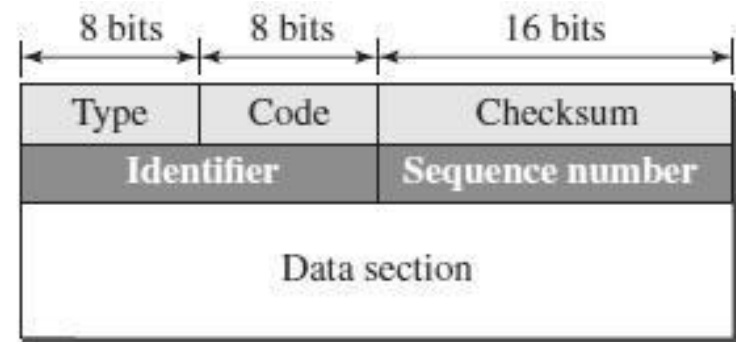 8 bits 8 bits 16 bits
Type Code Checksum
Identifier Sequence number
Data section